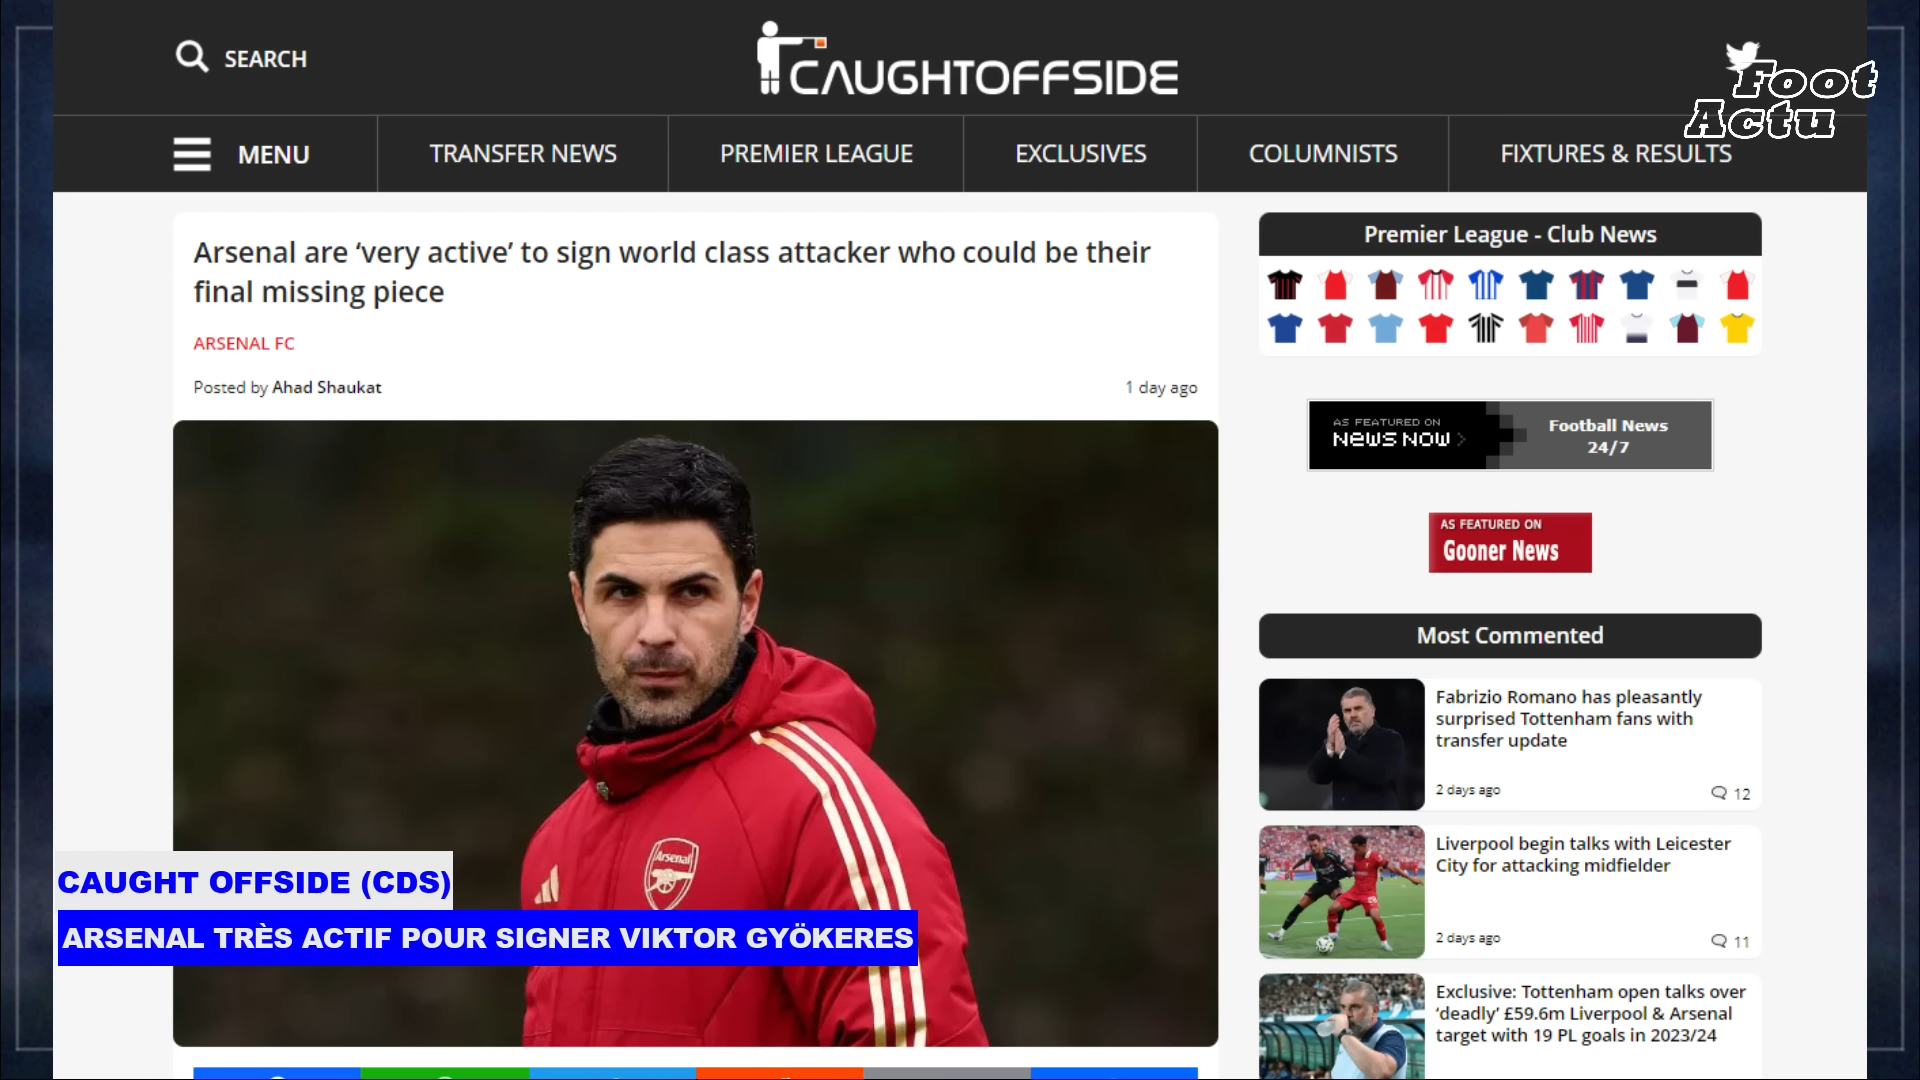 SEARCH
CAUGHTOFFSIDE
Foot
Actu
MENU
TRANSFER NEWS
PREMIER LEAGUE
EXCLUSIVES
COLUMNISTS
FIXTURES & RESULTS
Arsenal are ‘very active’ to sign world class attacker who could be their
final missing piece
ARSENAL FC
Posted by Ahad Shaukat
1 day ago
Arsenal
CAUGHT OFFSIDE (CDS)
ARSENAL TRÈS ACTIF POUR SIGNER VIKTOR GYÖKERES
Premier League - Club News
AS FEATURED ON
NEWS NOW
Football News
24/7
AS FEATURED ON
Gooner News
Most Commented
Fabrizio Romano has pleasantly
surprised Tottenham fans with
transfer update
2 days ago
12
Liverpool begin talks with Leicester
City for attacking midfielder
2 days ago
11
Exclusive: Tottenham open talks over
‘deadly’ £59.6m Liverpool & Arsenal
target with 19 PL goals in 2023/24